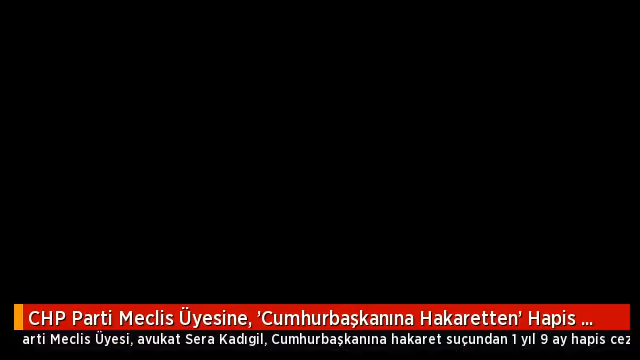 CHP Parti Meclis Üyesine, 'Cumhurbaşkanına Hakaretten' Hapis ...
arti Meclis Üyesi, avukat Sera Kadıgil, Cumhurbaşkanına hakaret suçundan 1 yıl 9 ay hapis cez